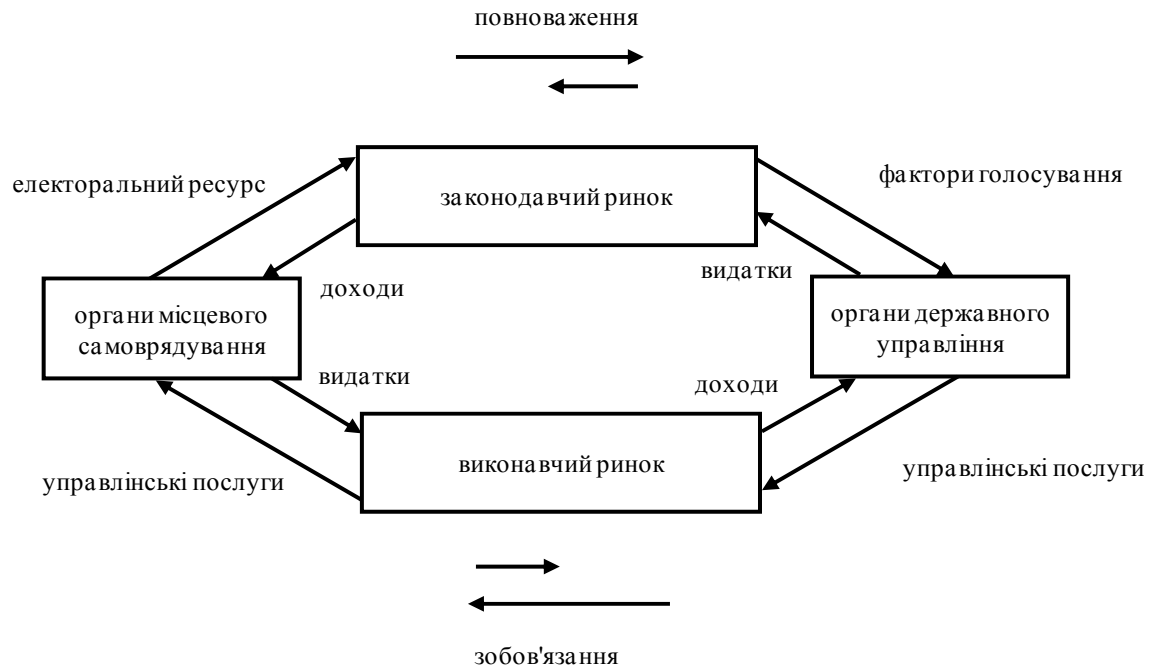 повноваження
електоральний ресурс
законодавчий ринок
фактори голосування
доходи
видатки
органи місцевого
самоврядування
органи державного
управління
видатки
доходи
виконавчий ринок
управлінські послуги
управлінські послуги
зобов'язання